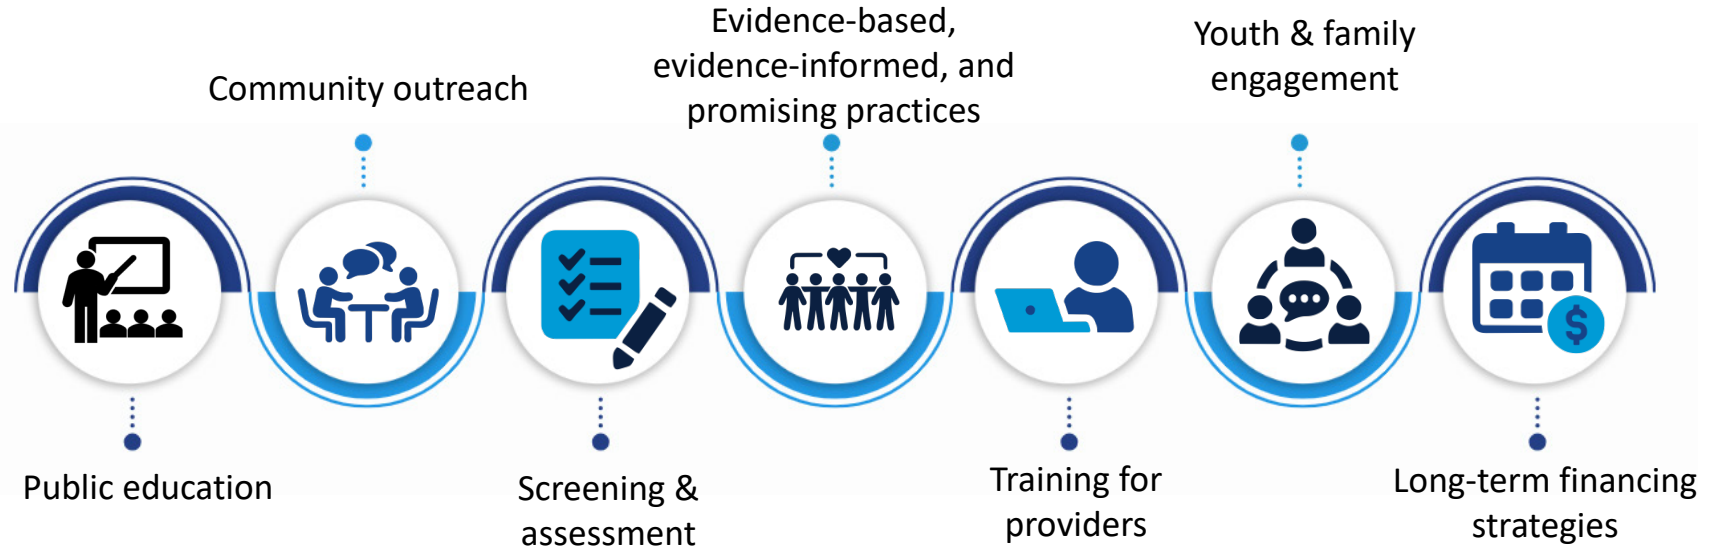 Public education
Community outreach
Screening &
assessment
Evidence-based,
evidence-informed, and
promising practices
Training for
providers
Youth & family
engagement
Long-term financing
strategies
$